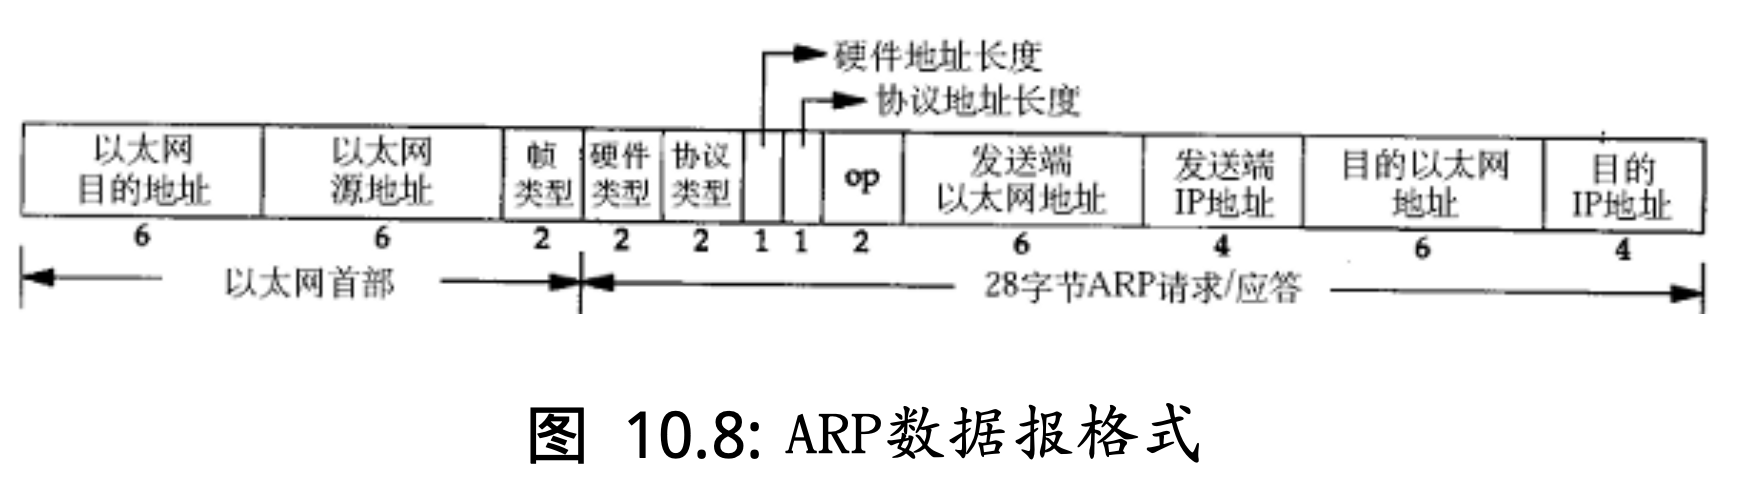 硬件地址长度
协议地址长度
以太网 以太网 帧 硬件 协议 op 发送端 发送端 目的以太网 目的
目的地址 源地址 类型 类型 类型 以太网地址 IP地址 地址 IP地址
6 6 2 2 2 1 1 2 6 4 6 4
以太网首部 28字节ARP请求/应答
图 10.8: ARP数据报格式